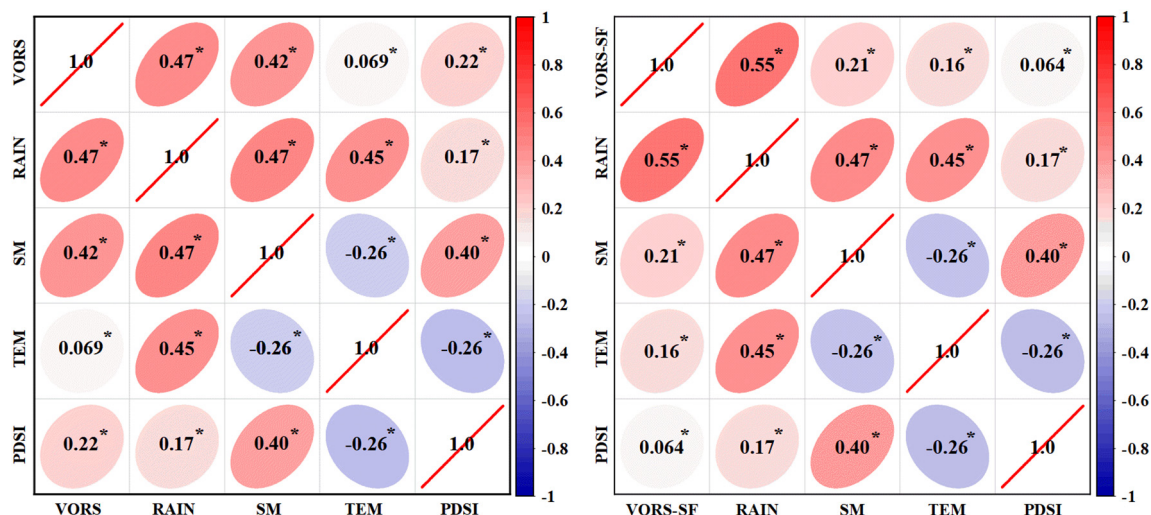 VORS 1.0 0.47* 0.42* 0.069* 0.22*
RAIN 0.47* 1.0 0.47* 0.45* 0.17*
SM 0.42* 0.47* 1.0 -0.26* 0.40*
TEM 0.069* 0.45* -0.26* 1.0 -0.26*
PDSI 0.22* 0.17* 0.40* -0.26* 1.0
VORS RAIN SM TEM PDSI
1
0.8
0.6
0.4
0.2
0
-0.2
-0.4
-0.6
-0.8
-1
VORS-SF 1.0 0.55* 0.21* 0.16* 0.064*
RAIN 0.55* 1.0 0.47* 0.45* 0.17*
SM 0.21* 0.47* 1.0 -0.26* 0.40*
TEM 0.16* 0.45* -0.26* 1.0 -0.26*
PDSI 0.064* 0.17* 0.40* -0.26* 1.0
VORS-SF RAIN SM TEM PDSI
1
0.8
0.6
0.4
0.2
0
-0.2
-0.4
-0.6
-0.8
-1